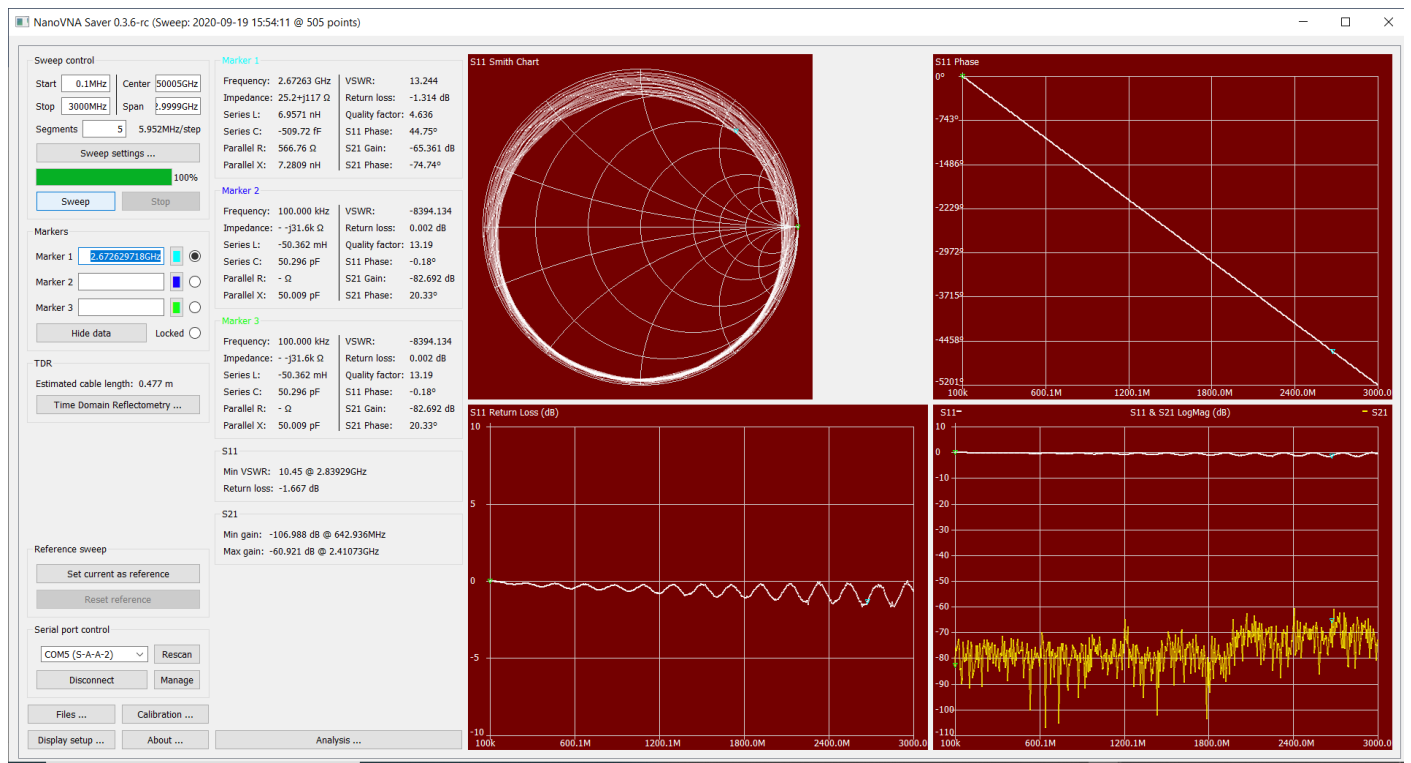 NanoVNA Saver 0.3.6-rc (Sweep: 2020-09-19 15:54:11 @ 505 points)
Sweep control
Start 0.1MHz Center 50005GHz
Stop 3000MHz Span 2.9999GHz
Segments 5 5.952MHz/step
Sweep settings ...
100%
Sweep Stop
Markers
Marker 1 2.672629718GHz
Marker 2
Marker 3
Hide data Locked
TDR
Estimated cable length: 0.477 m
Time Domain Reflectometry ...
Reference sweep
Set current as reference
Reset reference
Serial port control
COM5 (S-A-A-2) Rescan
Disconnect Manage
Files ... Calibration ...
Display setup ... About ...
Marker 1
Frequency: 2.67263 GHz VSWR: 13.244
Impedance: 25.2+j117 Ω Return loss: -1.314 dB
Series L: 6.9571 nH Quality factor: 4.636
Series C: -509.72 fF S11 Phase: 44.75º
Parallel R: 566.76 Ω S21 Gain: -65.361 dB
Parallel X: 7.2809 nH S21 Phase: -74.74º
Marker 2
Frequency: 100.000 kHz VSWR: -8394.134
Impedance: - -j31.6k Ω Return loss: 0.002 dB
Series L: -50.362 mH Quality factor: 13.19
Series C: 50.296 pF S11 Phase: -0.18º
Parallel R: - Ω S21 Gain: -82.692 dB
Parallel X: 50.009 pF S21 Phase: 20.33º
Marker 3
Frequency: 100.000 kHz VSWR: -8394.134
Impedance: - -j31.6k Ω Return loss: 0.002 dB
Series L: -50.362 mH Quality factor: 13.19
Series C: 50.296 pF S11 Phase: -0.18º
Parallel R: - Ω S21 Gain: -82.692 dB
Parallel X: 50.009 pF S21 Phase: 20.33º
S11
Min VSWR: 10.45 @ 2.83929GHz
Return loss: -1.667 dB
S21
Min gain: -106.988 dB @ 642.936MHz
Max gain: -60.921 dB @ 2.41073GHz
Analysis ...
S11 Smith Chart
S11 Phase
0º
-743º
-1486º
-2229º
-2972º
-3715º
-4458º
-5201º
100k 600.1M 1200.1M 1800.0M 2400.0M 3000.0
S11 Return Loss (dB)
10
5
0
-5
-10
100k 600.1M 1200.1M 1800.0M 2400.0M 3000.0
S11 S11 & S21 LogMag (dB) S21
10
0
-10
-20
-30
-40
-50
-60
-70
-80
-90
-100
-110
100k 600.1M 1200.1M 1800.0M 2400.0M 3000.0